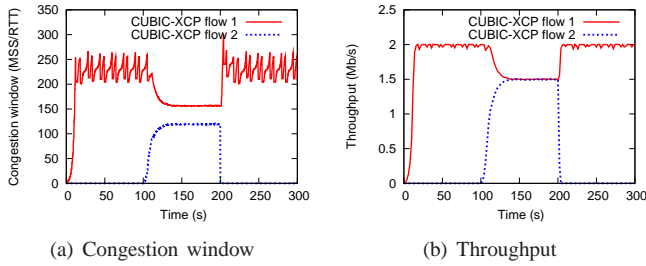 CUBIC-XCP flow 1
CUBIC-XCP flow 2
Congestion window (MSS/RTT)
350
300
250
200
150
100
50
0
0 50 100 150 200 250 300
Time (s)
(a) Congestion window
CUBIC-XCP flow 1
CUBIC-XCP flow 2
Throughput (Mb/s)
2.5
2
1.5
1
0.5
0
0 50 100 150 200 250 300
Time (s)
(b) Throughput